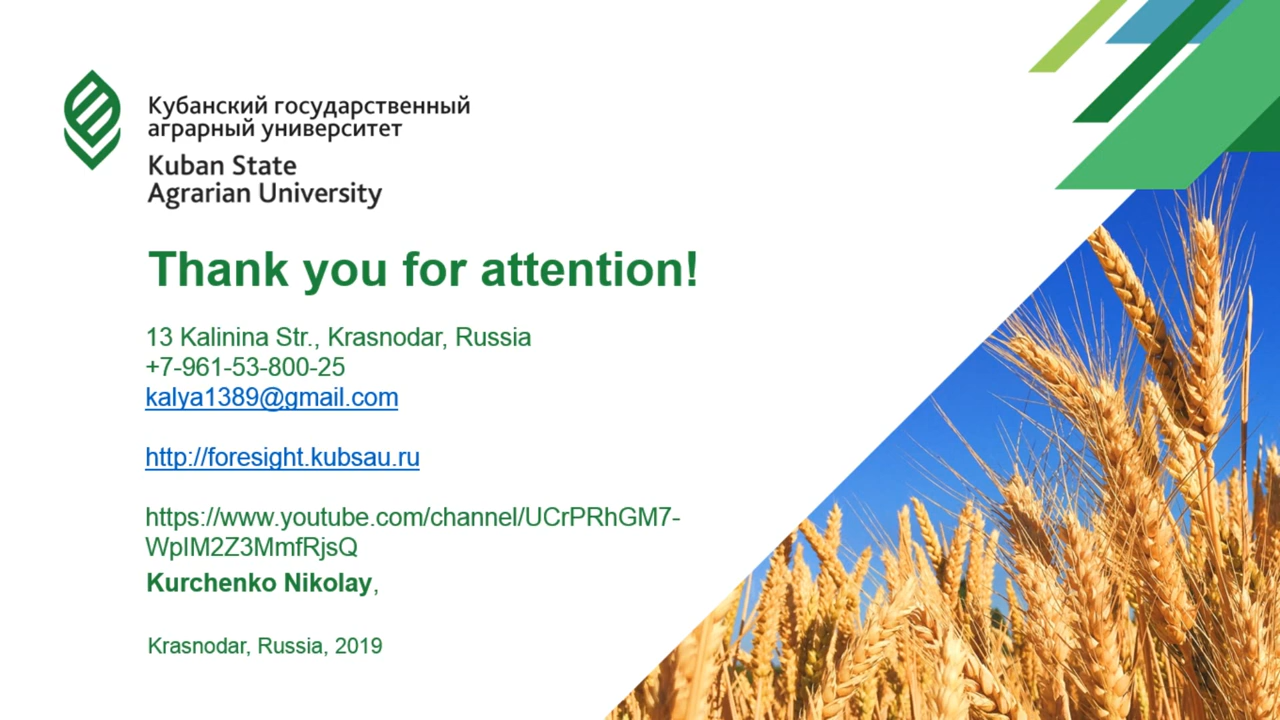 Кубанский государственный
аграрный университет
Kuban State
Agrarian University
Thank you for attention!
13 Kalinina Str., Krasnodar, Russia
+7-961-53-800-25
kalya1389@gmail.com
http://foresight.kubsau.ru
https://www.youtube.com/channel/UCrPRhGM7-
WpIM2Z3MmfRjsQ
Kurchenko Nikolay,
Krasnodar, Russia, 2019